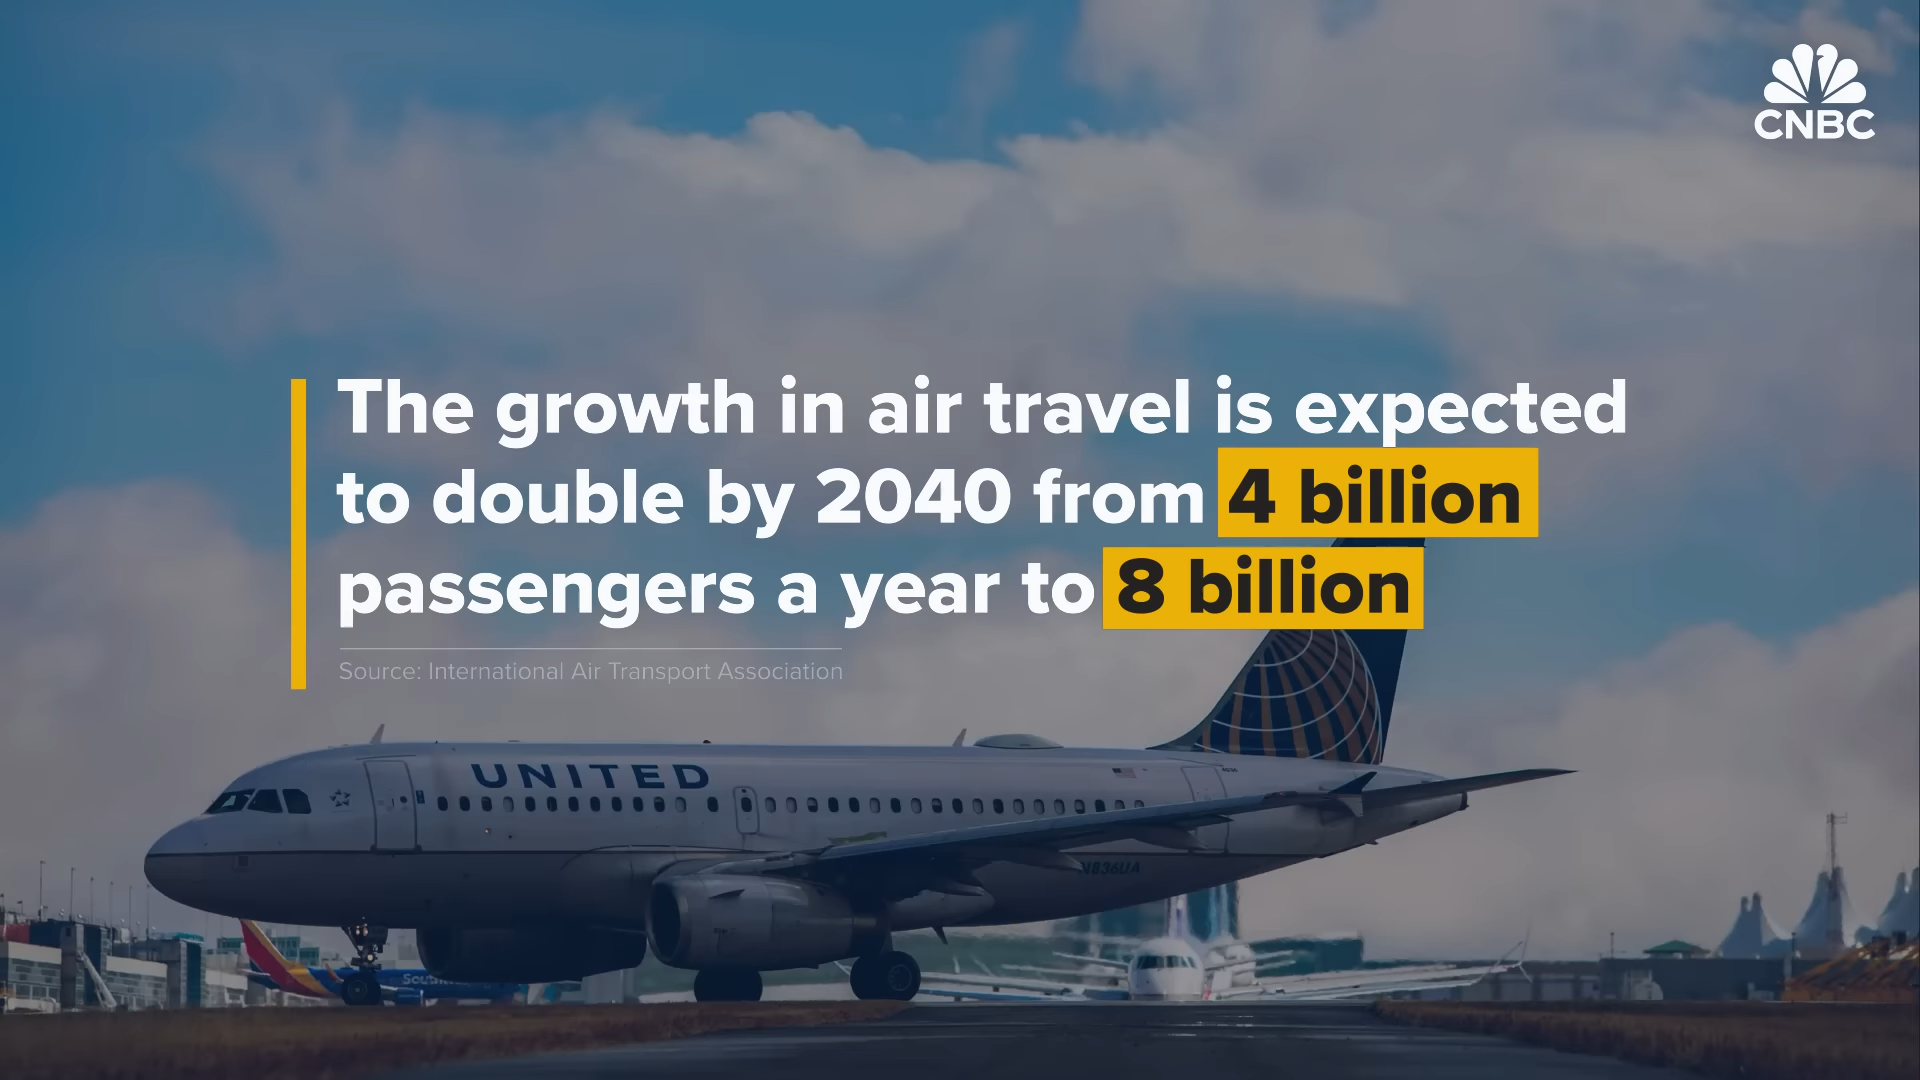 CNBC
The growth in air travel is expected
to double by 2040 from 4 billion
passengers a year to 8 billion
Source: International Air Transport Association
UNITED
N836UA
South